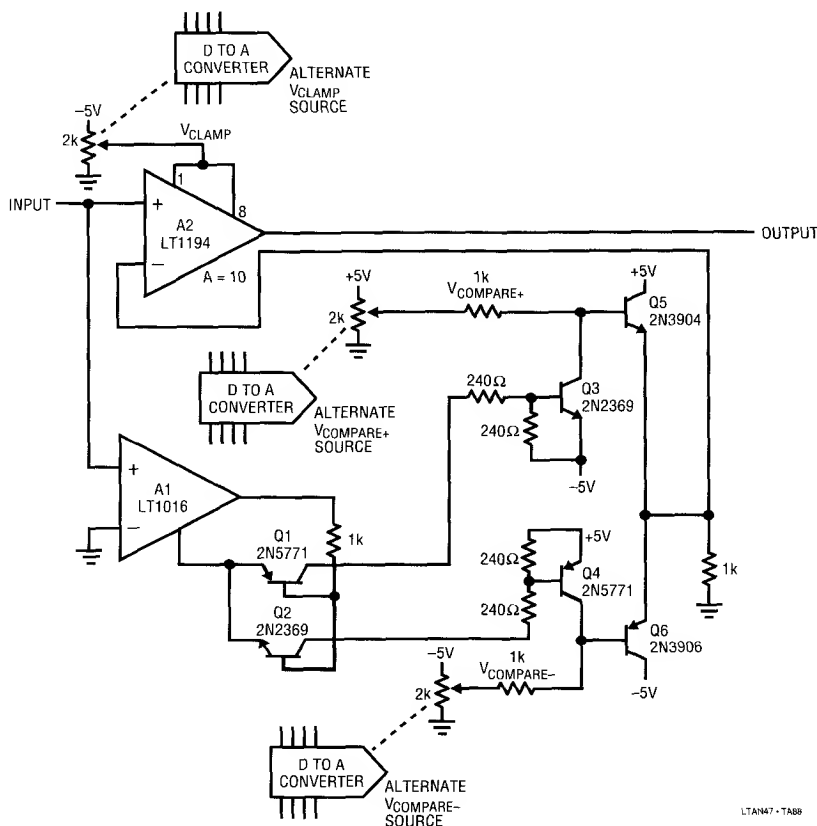 D TO A
CONVERTER
ALTERNATE
VCLAMP
SOURCE
–5V
2k
VCLAMP
1
8
INPUT
+
A2
LT1194
–
A = 10
OUTPUT
+5V
2k
1k
VCOMPARE+
+5V
Q5
2N3904
D TO A
CONVERTER
ALTERNATE
VCOMPARE+
SOURCE
240Ω
Q3
2N2369
240Ω
–5V
+
A1
LT1016
–
1k
Q1
2N5771
Q2
2N2369
240Ω
+5V
Q4
2N5771
240Ω
1k
Q6
2N3906
–5V
–5V
2k
1k
VCOMPARE–
D TO A
CONVERTER
ALTERNATE
VCOMPARE–
SOURCE
LTAN47 • TA88